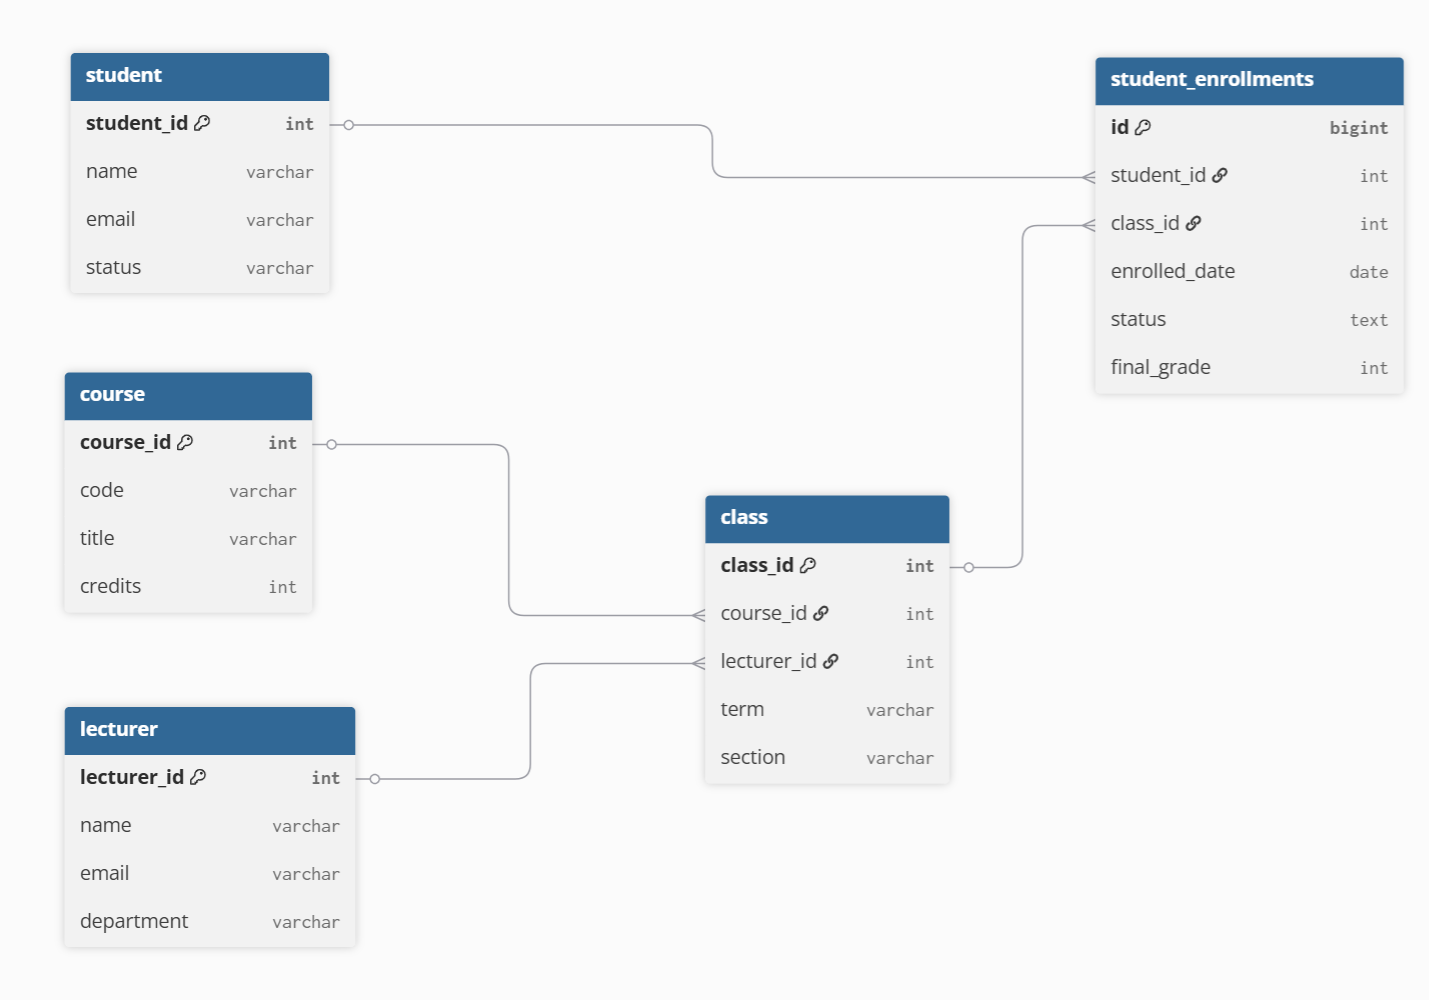 student
student_id int
name varchar
email varchar
status varchar
student_enrollments
id bigint
student_id int
class_id int
enrolled_date date
status text
final_grade int
course
course_id int
code varchar
title varchar
credits int
class
class_id int
course_id int
lecturer_id int
term varchar
section varchar
lecturer
lecturer_id int
name varchar
email varchar
department varchar